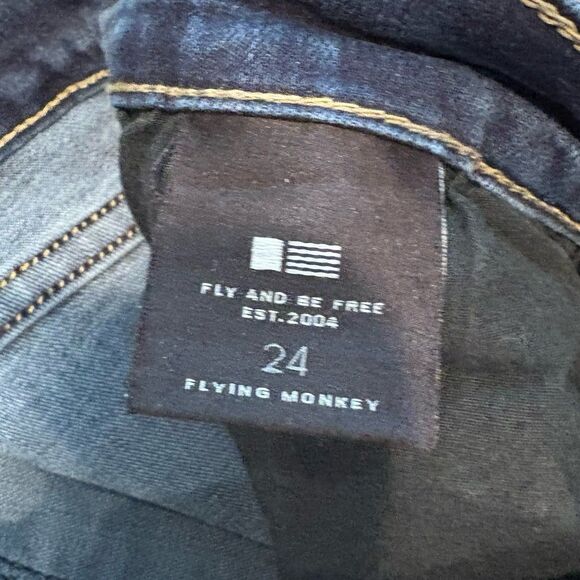 FLY AND BE FREE
EST.2004
24
FLYING MONKEY